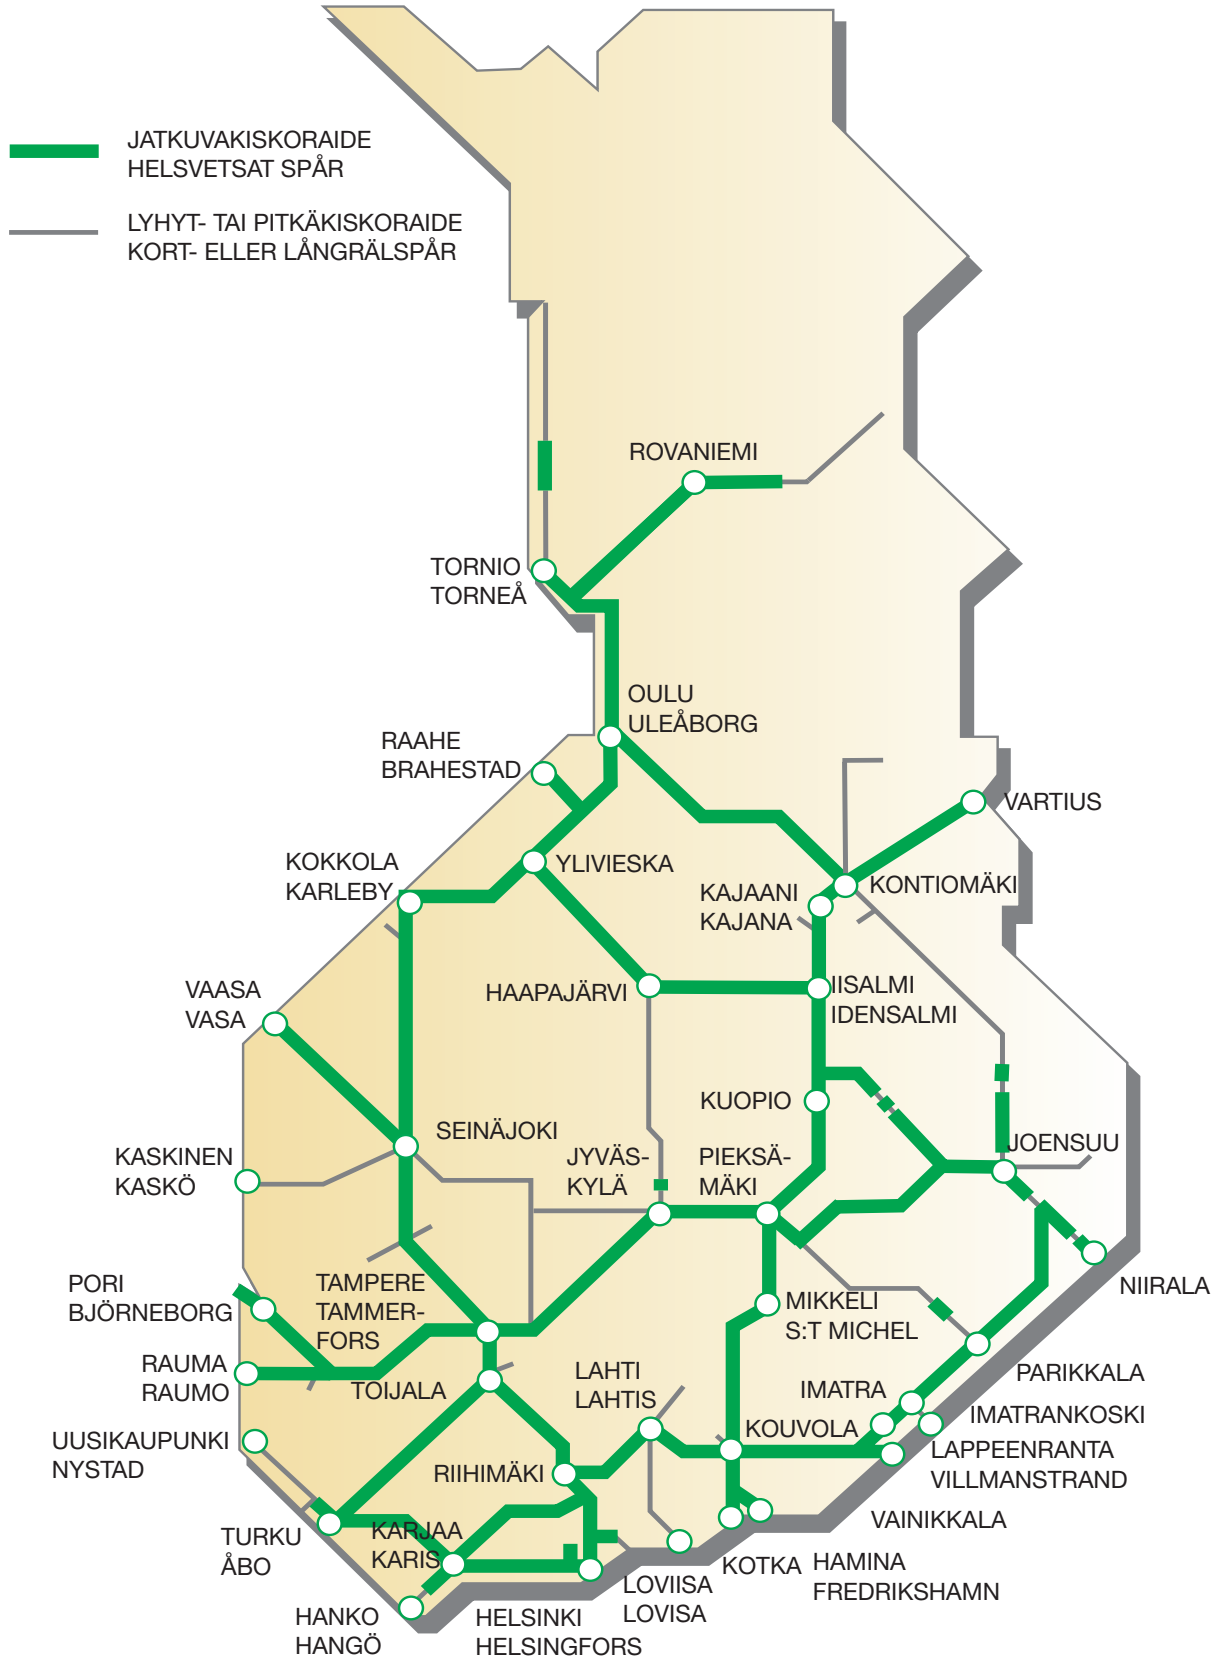 JATKUVAKISKORAIDE
HELSVETSAT SPÅR
LYHYT- TAI PITKÄKISKORAIDE
KORT- ELLER LÅNGRÄLSPÅR
ROVANIEMI
TORNIO
TORNEÅ
OULU
ULEÅBORG
RAAHE
BRAHESTAD
VARTIUS
KOKKOLA
KARLEBY
YLIVIESKA
KAJAANI
KAJANA
KONTIOMÄKI
VAASA
VASA
HAAPAJÄRVI
IISALMI
IDENSALMI
KUOPIO
SEINÄJOKI
KASKINEN
KASKÖ
JYVÄS-
KYLÄ
PIEKSÄ-
MÄKI
JOENSUU
NIIRALA
PORI
BJÖRNEBORG
TAMPERE
TAMMER-
FORS
MIKKELI
S:T MICHEL
RAUMA
RAUMO
TOIJALA
LAHTI
LAHTIS
PARIKKALA
IMATRA
IMATRANKOSKI
UUSIKAUPUNKI
NYSTAD
RIIHIMÄKI
KOUVOLA
LAPPEENRANTA
VILLMANSTRAND
VAINIKKALA
TURKU
ÅBO
KARJAA
KARIS
KOTKA
HAMINA
FREDRIKSHAMN
LOVIISA
LOVISA
HANKO
HANGÖ
HELSINKI
HELSINGFORS